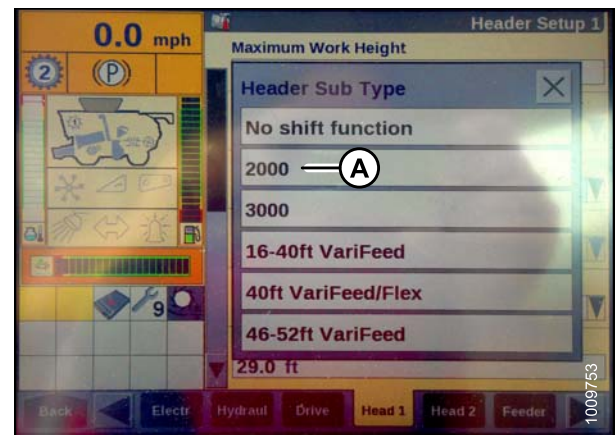 0.0 mph
Header Setup 1
Maximum Work Height
2
(P)
Header Sub Type
No shift function
2000
A
3000
16-40ft VariFeed
40ft VariFeed/Flex
46-52ft VariFeed
9
29.0 ft
Back
Electr
Hydraul
Drive
Head 1
Head 2
Feeder
1009753